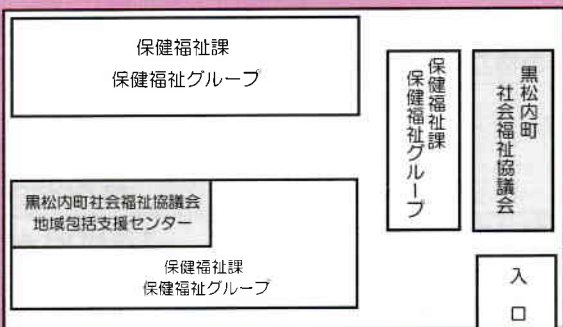 保健福祉課
保健福祉グループ
保健福祉課
保健福祉グループ
黒松内町
社会福祉協議会
黒松内町社会福祉協議会
地域包括支援センター
保健福祉課
保健福祉グループ
入口